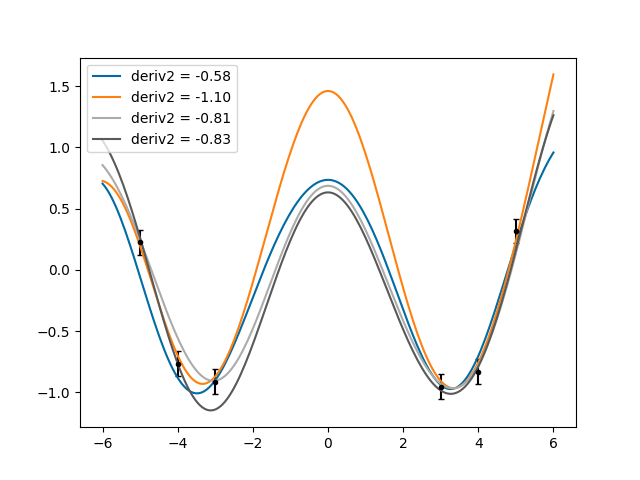 deriv2 = -0.58
deriv2 = -1.10
deriv2 = -0.81
deriv2 = -0.83
1.5
1.0
0.5
0.0
−0.5
−1.0
−6 −4 −2 0 2 4 6